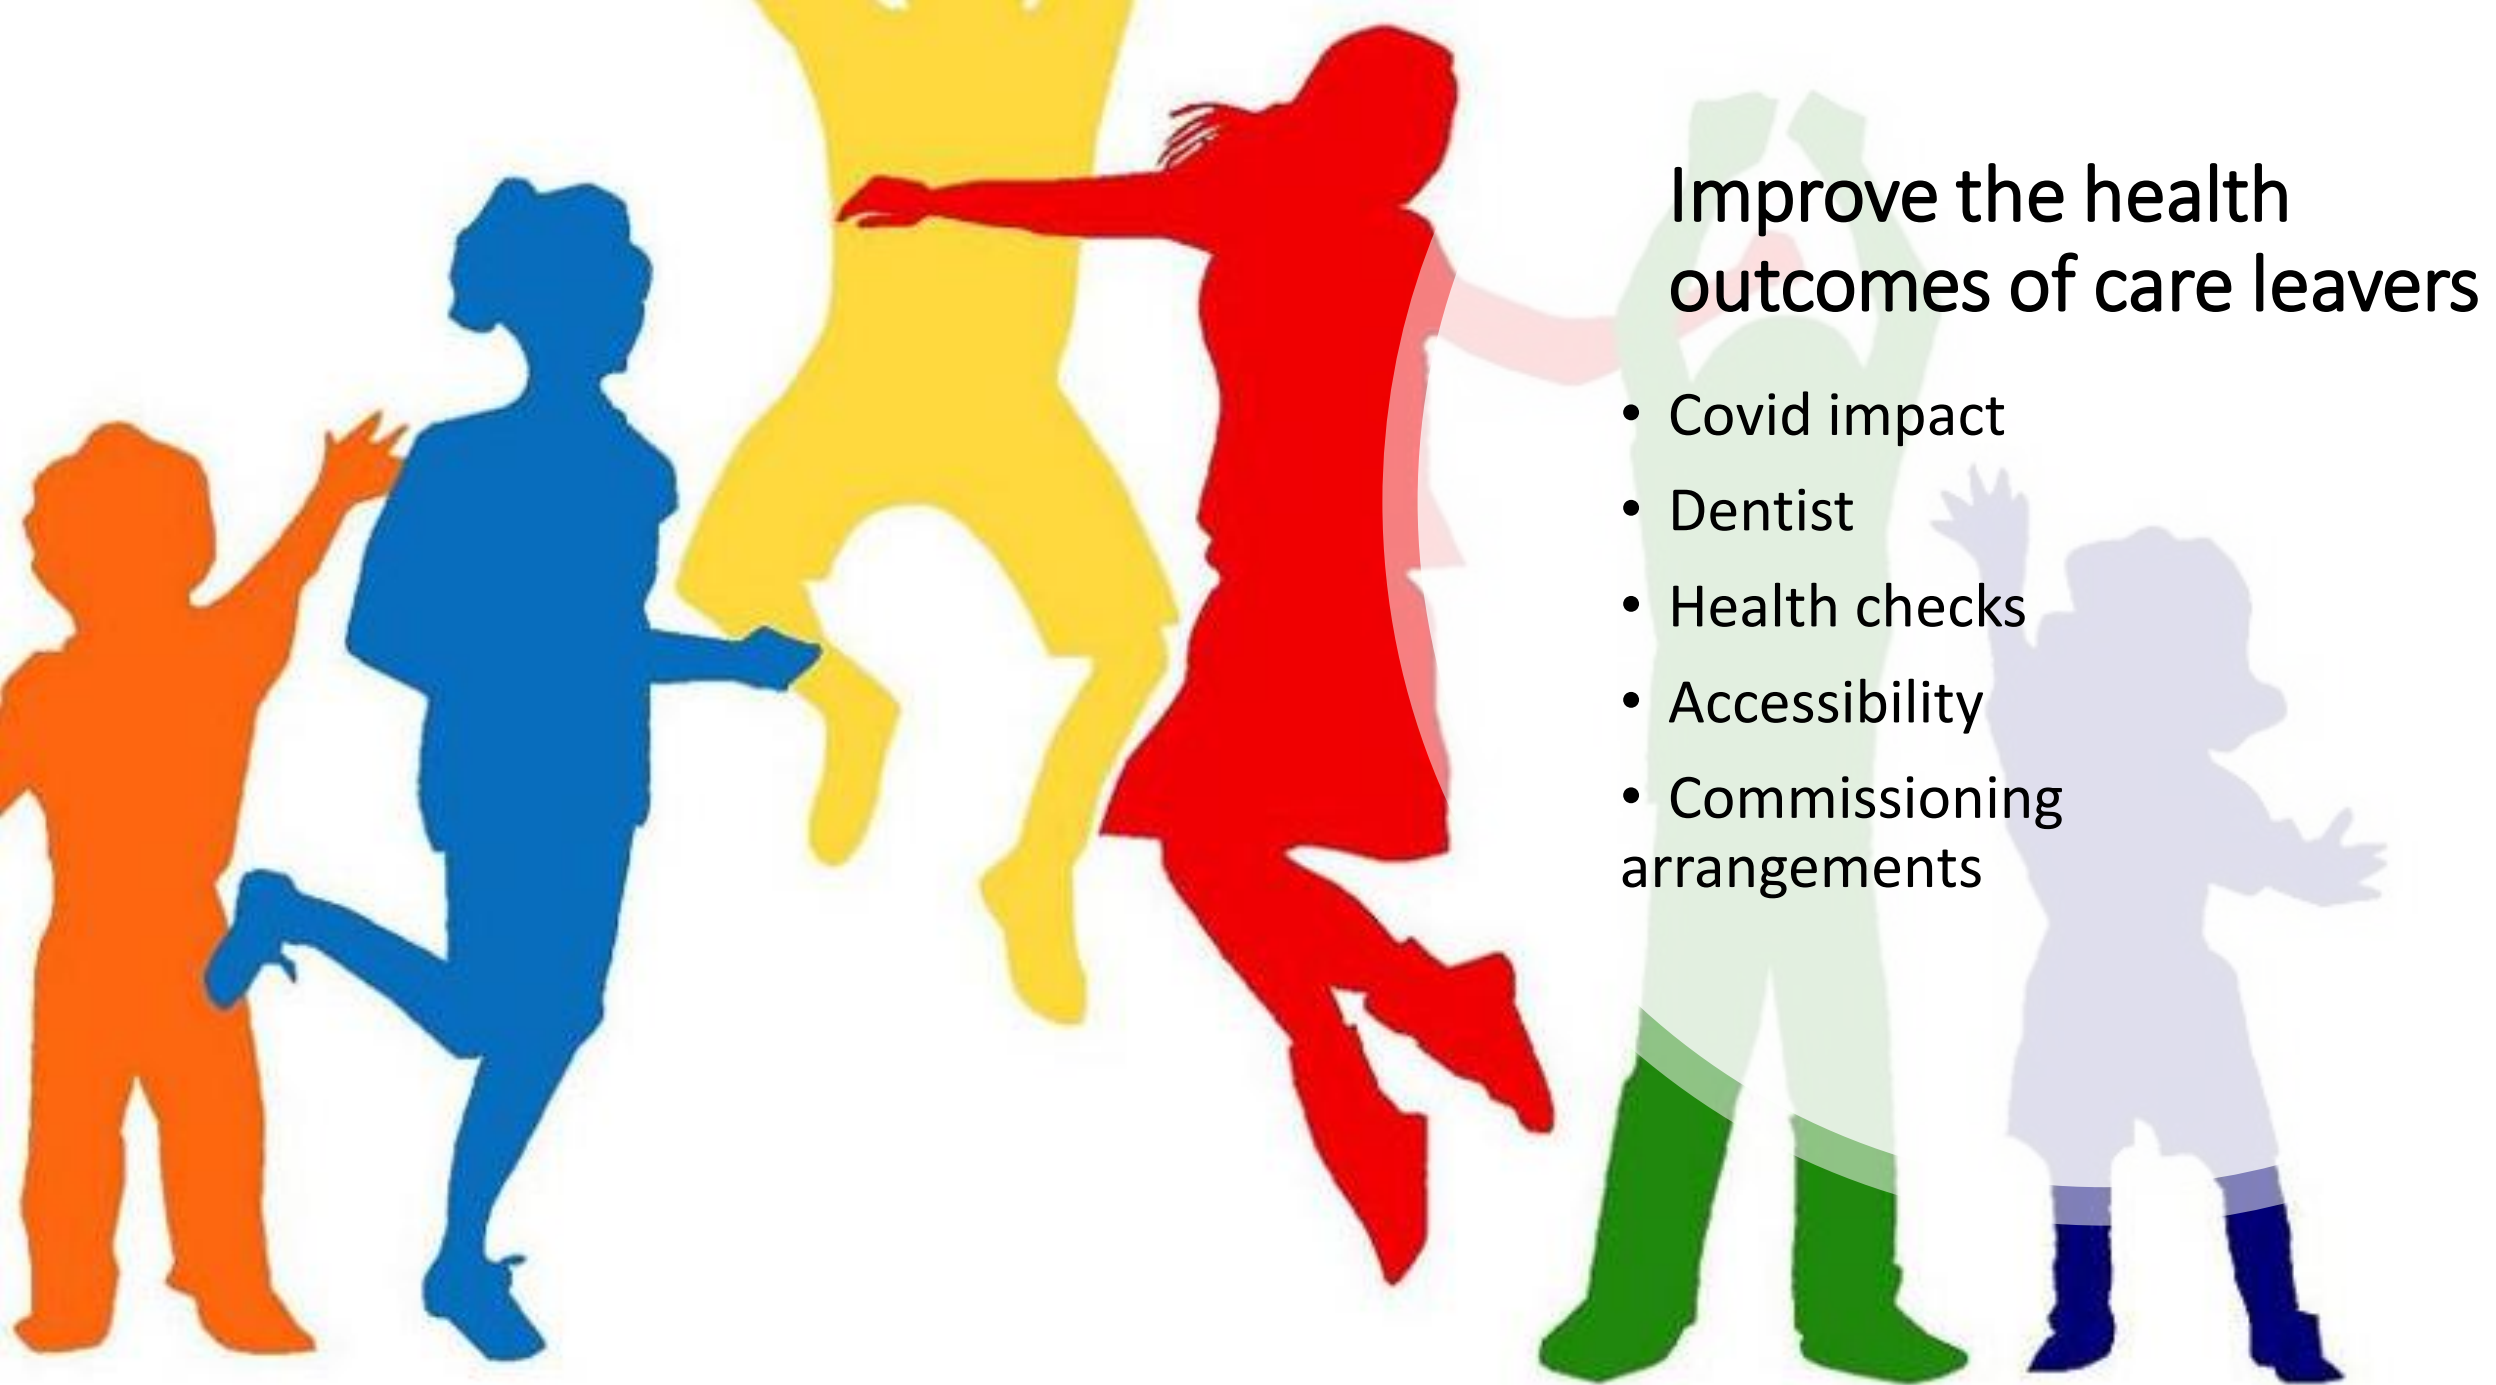 Improve the health
outcomes of care leavers
• Covid impact
• Dentist
• Health checks
• Accessibility
• Commissioning
arrangements